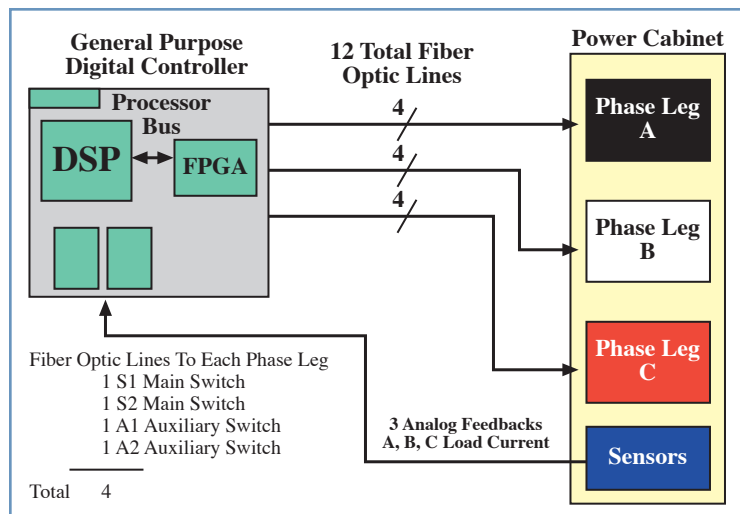 General Purpose
Digital Controller
12 Total Fiber
Optic Lines
Power Cabinet
Processor
Bus
DSP
FPGA
4
4
4
Phase Leg
A
Phase Leg
B
Phase Leg
C
Sensors
3 Analog Feedbacks
A, B, C Load Current
Fiber Optic Lines To Each Phase Leg
1 S1 Main Switch
1 S2 Main Switch
1 A1 Auxiliary Switch
1 A2 Auxiliary Switch
Total 4